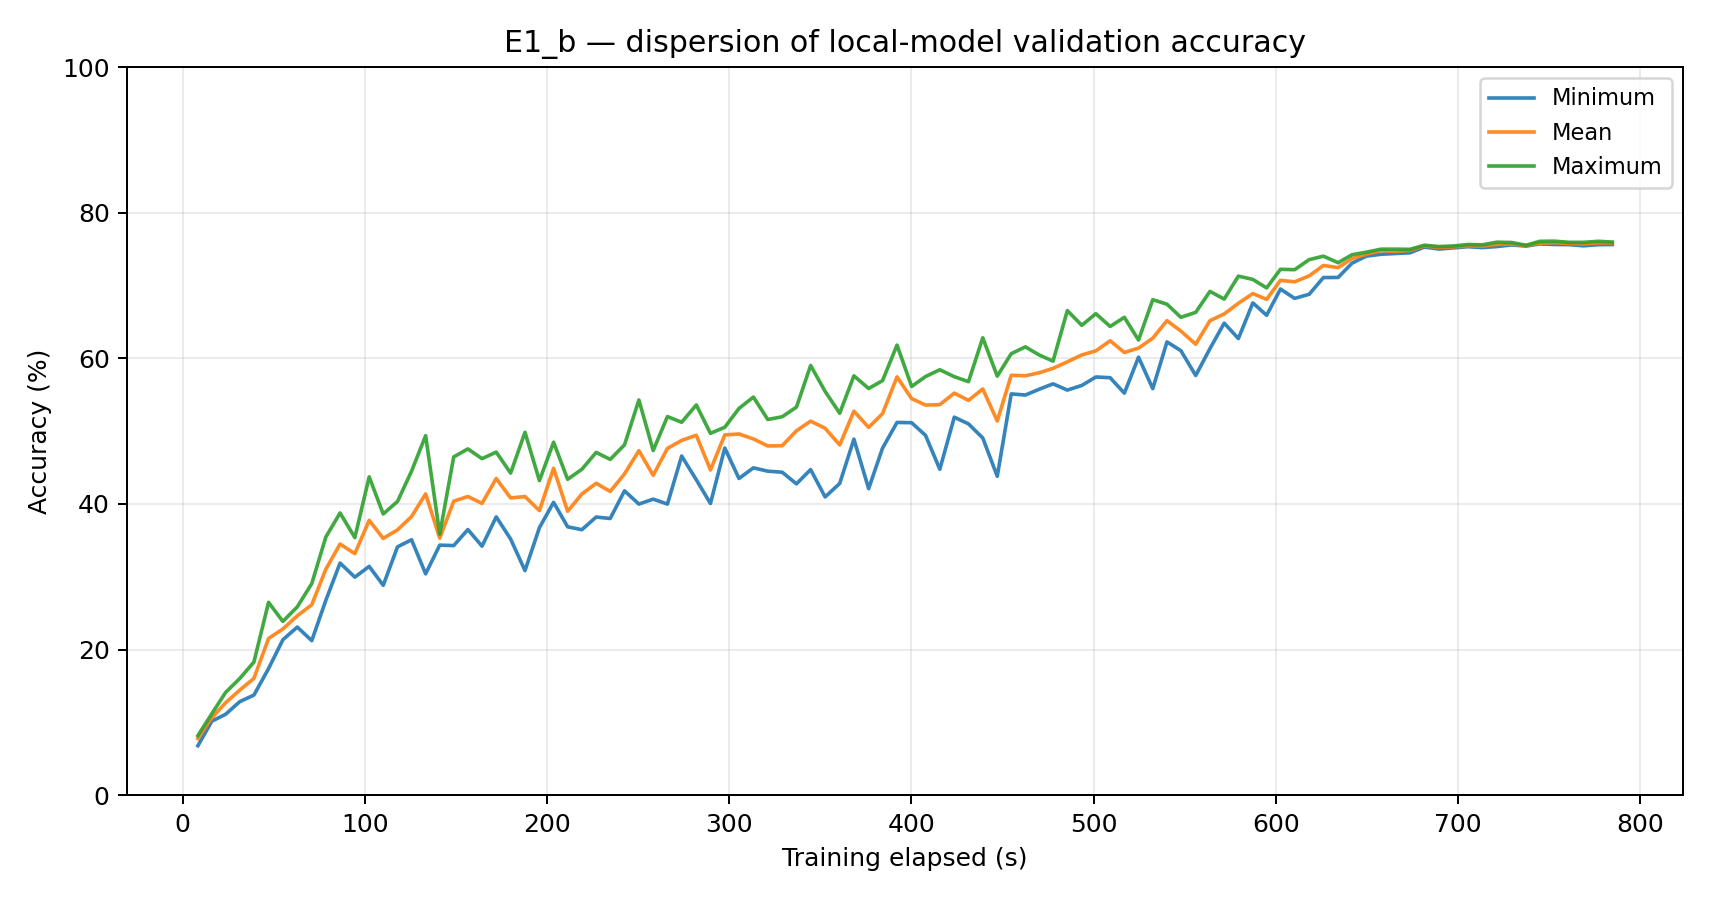 E1_b — dispersion of local-model validation accuracy
100
80
60
40
20
0
Accuracy (%)
Minimum
Mean
Maximum
0 100 200 300 400 500 600 700 800
Training elapsed (s)